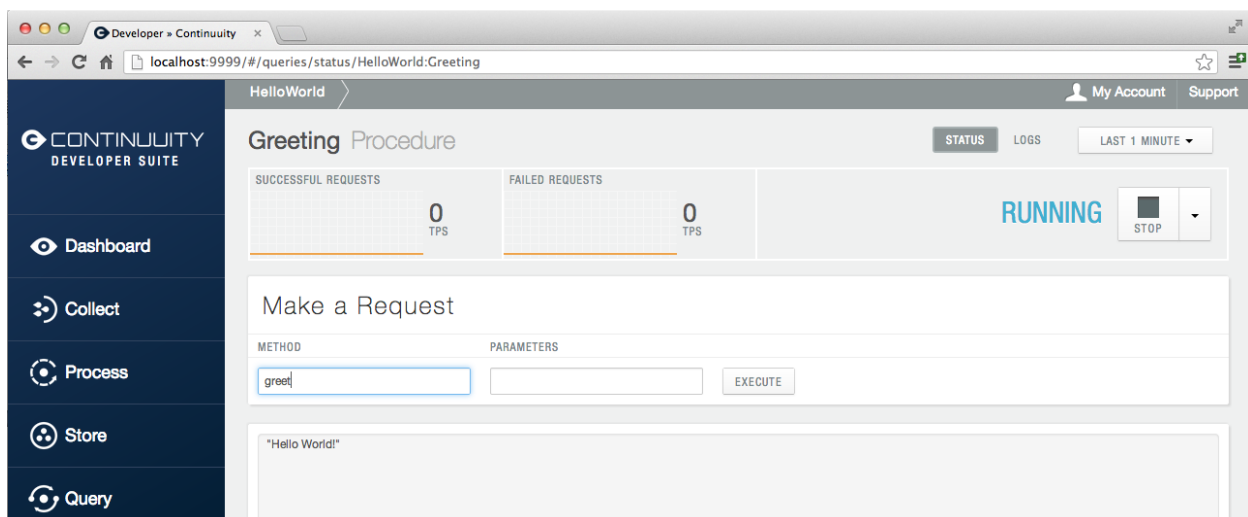 Developer » Continuuity
localhost:9999/#/queries/status/HelloWorld:Greeting
HelloWorld
My Account
Support
CONTINUUITY
DEVELOPER SUITE
Greeting Procedure
STATUS
LOGS
LAST 1 MINUTE
SUCCESSFUL REQUESTS
0
TPS
FAILED REQUESTS
0
TPS
RUNNING
STOP
Dashboard
Collect
Process
Store
Query
Make a Request
METHOD
PARAMETERS
greet
EXECUTE
"Hello World!"